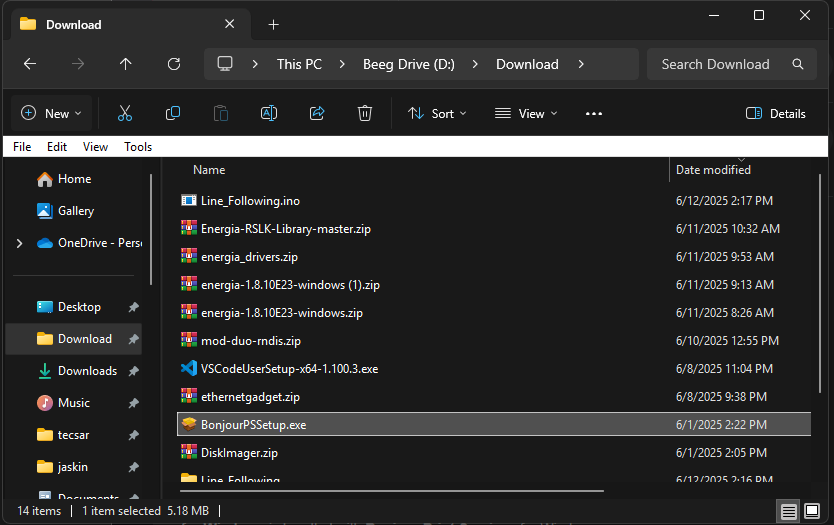 Download
This PC > Beeg Drive (D:) > Download >
Search Download
New
Sort
View
Details
File Edit View Tools
Home
Gallery
OneDrive - Perso
Desktop
Download
Downloads
Music
tecsar
jaskin
Documents
Name Date modified
Line_Following.ino 6/12/2025 2:17 PM
Energia-RSLK-Library-master.zip 6/11/2025 10:32 AM
energia_drivers.zip 6/11/2025 9:53 AM
energia-1.8.10E23-windows (1).zip 6/11/2025 9:13 AM
energia-1.8.10E23-windows.zip 6/11/2025 8:26 AM
mod-duo-rndis.zip 6/10/2025 12:55 PM
VSCodeUserSetup-x64-1.100.3.exe 6/8/2025 11:04 PM
ethernetgadget.zip 6/8/2025 9:38 PM
BonjourPSSetup.exe 6/1/2025 2:22 PM
DiskImager.zip 6/1/2025 2:05 PM
Line_Following 6/12/2025 2:16 PM
14 items 1 item selected 5.18 MB